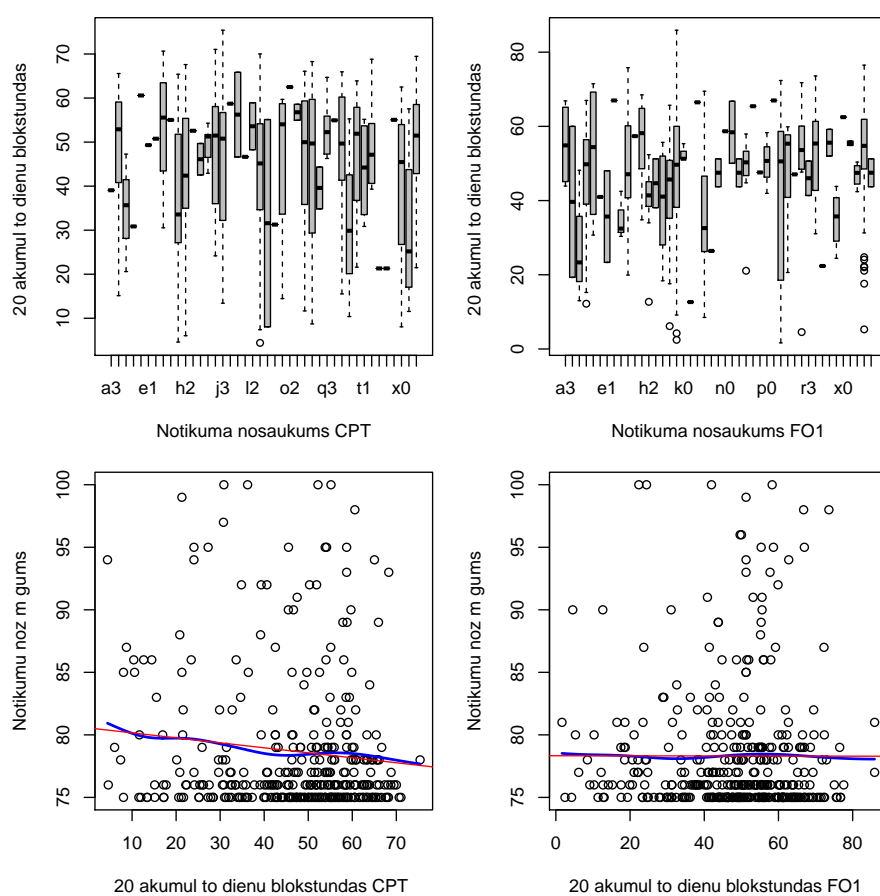 20 akumul to dienu blokstundas
10 20 30 40 50 60 70
a3 e1 h2 j3 l2 o2 q3 t1 x0
Notikuma nosaukums CPT
20 akumul to dienu blokstundas
0 20 40 60 80
a3 e1 h2 k0 n0 p0 r3 x0
Notikuma nosaukums FO1
Notikumu noz m gums
75 80 85 90 95 100
10 20 30 40 50 60 70
20 akumul to dienu blokstundas CPT
Notikumu noz m gums
75 80 85 90 95 100
0 20 40 60 80
20 akumul to dienu blokstundas FO1